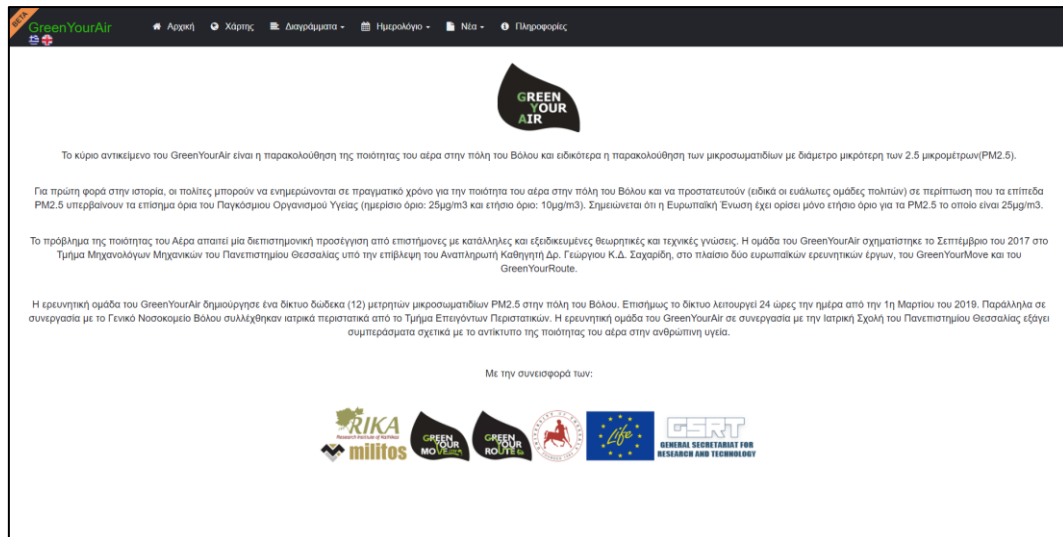 BETA
GreenYourAir
Αρχική
Χάρτης
Διαγράμματα
Ημερολόγιο
Νέα
Πληροφορίες
GREEN
YOUR
AIR
Το κύριο αντικείμενο του GreenYourAir είναι η παρακολούθηση της ποιότητας του αέρα στην πόλη του Βόλου και ειδικότερα η παρακολούθηση των μικροσωματιδίων με διάμετρο μικρότερη των 2.5 μικρομέτρων(PM2.5).
Για πρώτη φορά στην ιστορία, οι πολίτες μπορούν να ενημερώνονται σε πραγματικό χρόνο για την ποιότητα του αέρα στην πόλη του Βόλου και να προστατευτούν (ειδικά οι ευάλωτες ομάδες πολιτών) σε περίπτωση που τα επίπεδα
PM2.5 υπερβαίνουν τα επίσημα όρια του Παγκόσμιου Οργανισμού Υγείας (ημερίσιο όριο: 25μg/m3 και ετήσιο όριο: 10μg/m3). Σημειώνεται ότι η Ευρωπαϊκή Ένωση έχει ορίσει μόνο ετήσιο όριο για τα PM2.5 το οποίο είναι 25μg/m3.
Το πρόβλημα της ποιότητας του Αέρα απαιτεί μία διεπιστημονική προσέγγιση από επιστήμονες με κατάλληλες και εξειδικευμένες θεωρητικές και τεχνικές γνώσεις. Η ομάδα του GreenYourAir σχηματίστηκε το Σεπτέμβριο του 2017 στο
Τμήμα Μηχανολόγων Μηχανικών του Πανεπιστημίου Θεσσαλίας υπό την επίβλεψη του Αναπληρωτή Καθηγητή Δρ. Γεώργιου Κ.Δ. Σαχαρίδη, στο πλαίσιο δύο ευρωπαϊκών ερευνητικών έργων, του GreenYourMove και του
GreenYourRoute.
Η ερευνητική ομάδα του GreenYourAir δημιούργησε ένα δίκτυο δώδεκα (12) μετρητών μικροσωματιδίων PM2.5 στην πόλη του Βόλου. Επισήμως το δίκτυο λειτουργεί 24 ώρες την ημέρα από την 1η Μαρτίου του 2019. Παράλληλα σε
συνεργασία με το Γενικό Νοσοκομείο Βόλου συλλέχθηκαν ιατρικά περιστατικά από το Τμήμα Επειγόντων Περιστατικών. Η ερευνητική ομάδα του GreenYourAir σε συνεργασία με την Ιατρική Σχολή του Πανεπιστημίου Θεσσαλίας εξάγει
συμπεράσματα σχετικά με το αντίκτυπο της ποιότητας του αέρα στην ανθρώπινη υγεία.
Με την συνεισφορά των:
RIKA
militos
GREEN
YOUR
MOVE
GREEN
YOUR
ROUTE
Life
GSRT
GENERAL SECRETARIAT FOR
RESEARCH AND TECHNOLOGY